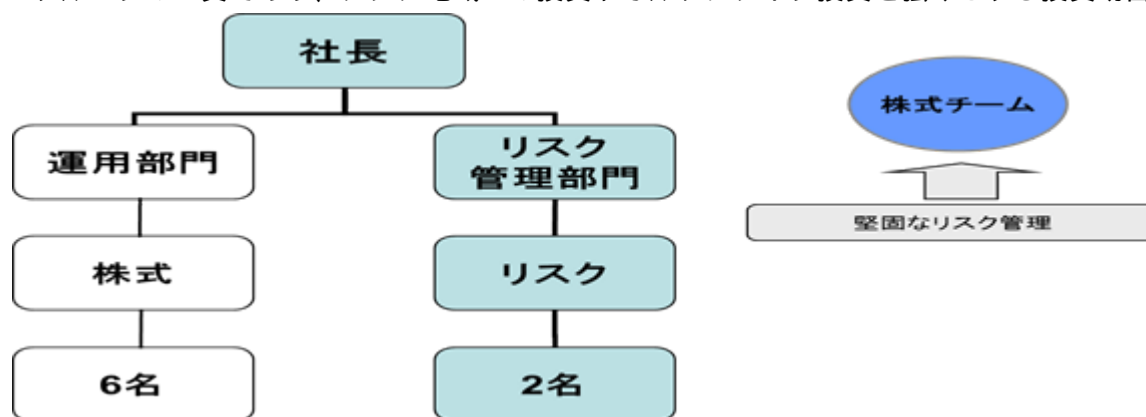 社長
運用部門
リスク
管理部門
株式
リスク
6名
2名
株式チーム
堅固なリスク管理